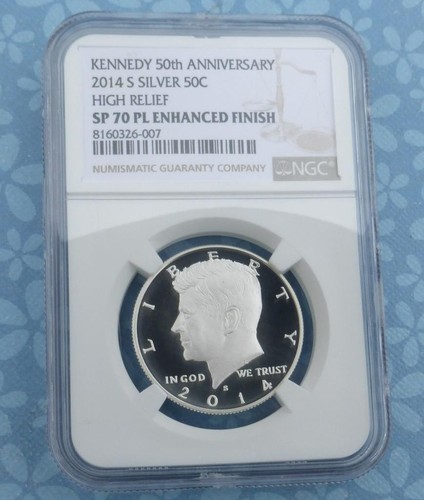 KENNEDY 50th ANNIVERSARY
2014 S SILVER 50C
HIGH RELIEF
SP 70 PL ENHANCED FINISH
8160326-007
NUMISMATIC GUARANTY COMPANY
NGC®
LIBERTY
IN GOD WE TRUST
S
2014